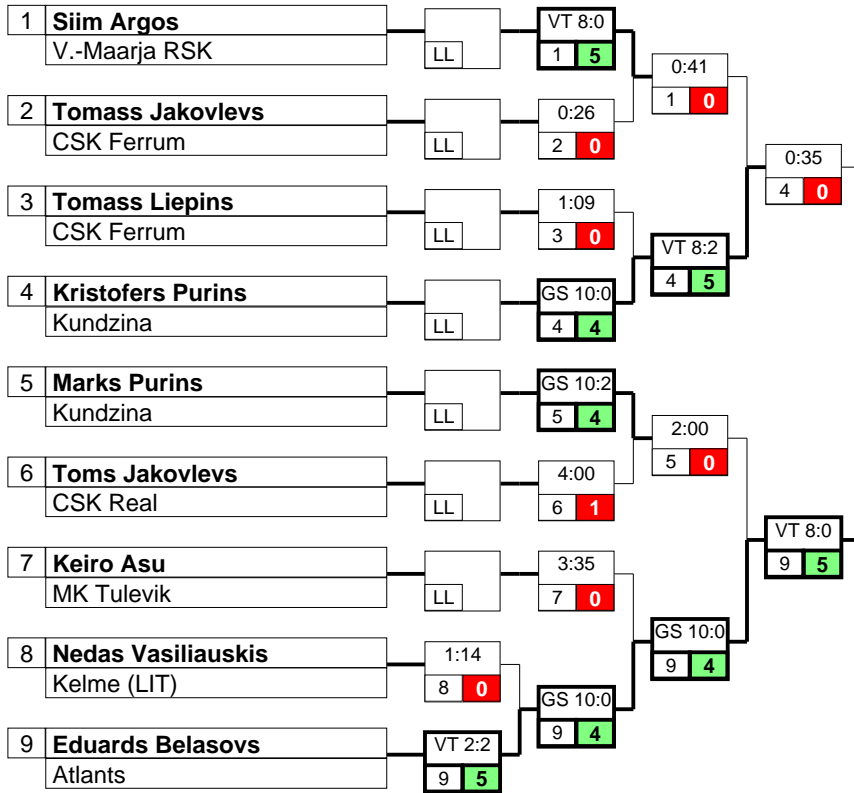 1 Siim Argos
V.-Maarja RSK
LL
VT 8:0
1 5
0:41
1 0
2 Tomass Jakovlevs
CSK Ferrum
LL
0:26
2 0
0:35
4 0
3 Tomass Liepins
CSK Ferrum
LL
1:09
3 0
VT 8:2
4 5
4 Kristofers Purins
Kundzina
LL
GS 10:0
4 4
5 Marks Purins
Kundzina
LL
GS 10:2
5 4
2:00
5 0
6 Toms Jakovlevs
CSK Real
LL
4:00
6 1
VT 8:0
9 5
7 Keiro Asu
MK Tulevik
LL
3:35
7 0
GS 10:0
9 4
8 Nedas Vasiliauskis
Kelme (LIT)
1:14
8 0
GS 10:0
9 4
9 Eduards Belasovs
Atlants
VT 2:2
9 5